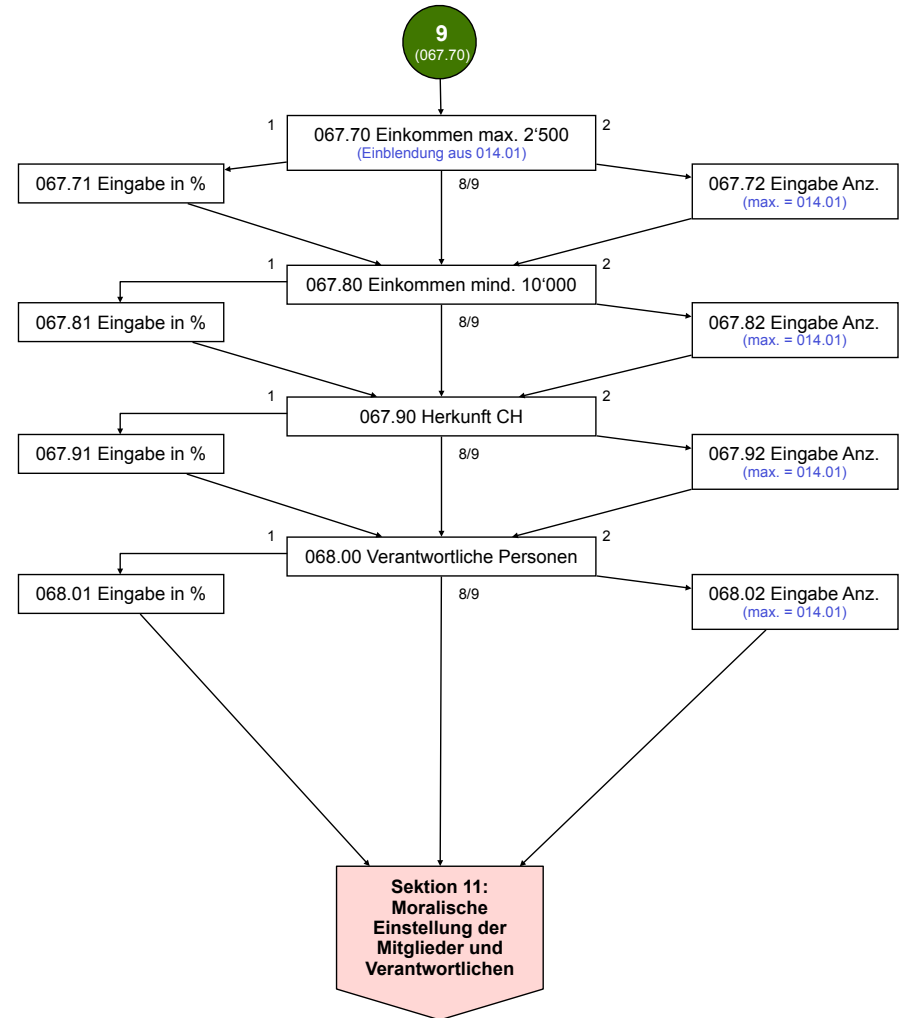 9
(067.70)
1
067.70 Einkommen max. 2‘500
2
(Einblendung aus 014.01)
067.71 Eingabe in %
8/9
067.72 Eingabe Anz.
(max. = 014.01)
1
067.80 Einkommen mind. 10‘000
2
067.81 Eingabe in %
8/9
067.82 Eingabe Anz.
(max. = 014.01)
1
067.90 Herkunft CH
2
067.91 Eingabe in %
8/9
067.92 Eingabe Anz.
(max. = 014.01)
1
068.00 Verantwortliche Personen
2
068.01 Eingabe in %
8/9
068.02 Eingabe Anz.
(max. = 014.01)
Sektion 11:
Moralische
Einstellung der
Mitglieder und
Verantwortlichen